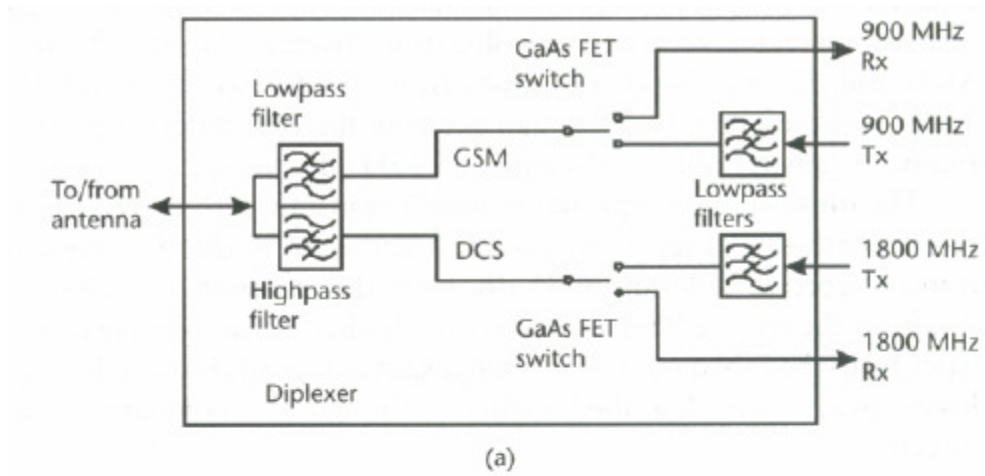 GaAs FET
switch
900 MHz
Rx
Lowpass
filter
GSM
900 MHz
Tx
To/from
antenna
Lowpass
filters
DCS
1800 MHz
Tx
Highpass
filter
GaAs FET
switch
1800 MHz
Rx
Diplexer
(a)